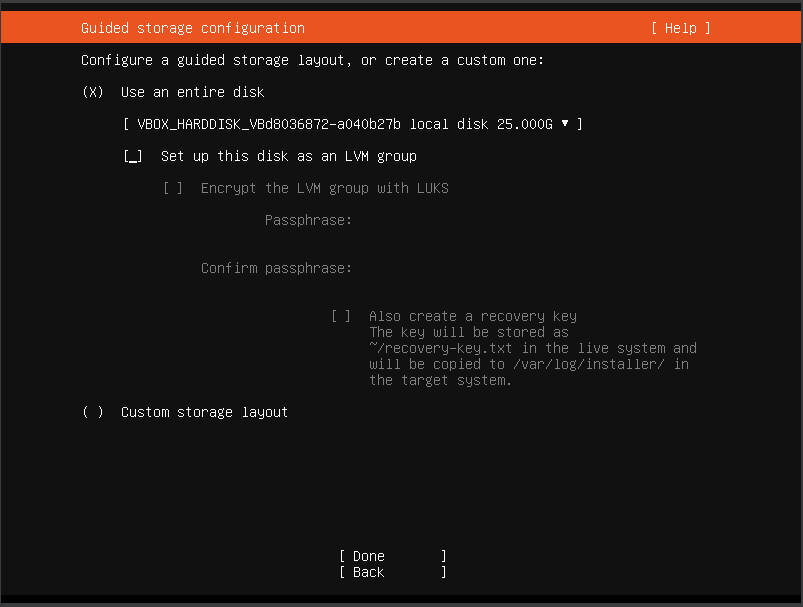 Guided storage configuration [ Help ]
Configure a guided storage layout, or create a custom one:
(X) Use an entire disk
[ VBOX_HARDDISK_VBd8036872-a040b27b local disk 25.000G ▾ ]
[_] Set up this disk as an LVM group
[ ] Encrypt the LVM group with LUKS
Passphrase:
Confirm passphrase:
[ ] Also create a recovery key
The key will be stored as
~/recovery-key.txt in the live system and
will be copied to /var/log/installer/ in
the target system.
( ) Custom storage layout
[ Done ]
[ Back ]